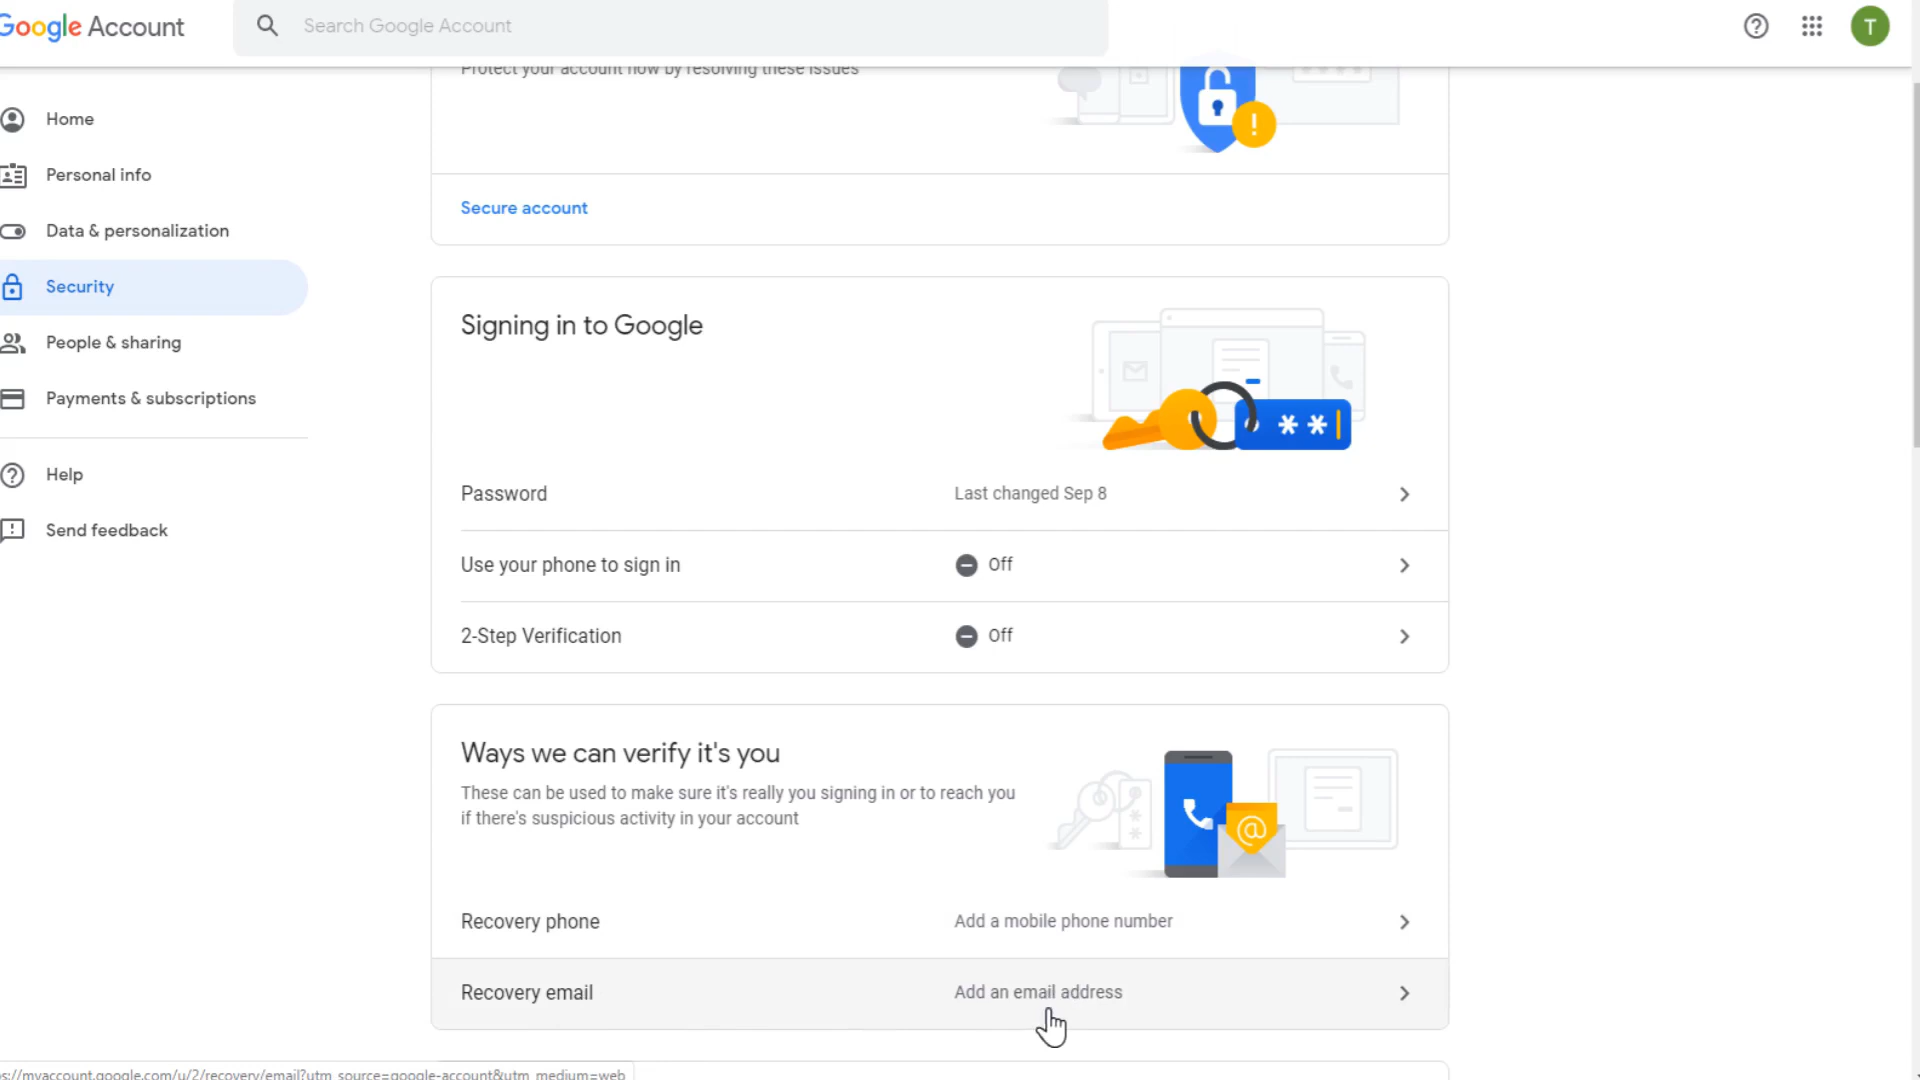 Google Account
Search Google Account
T
Protect your account now by resolving these issues
!
Home
Personal info
Data & personalization
Secure account
Security
People & sharing
Payments & subscriptions
Help
Send feedback
Signing in to Google
**|
Password
Last changed Sep 8
Use your phone to sign in
Off
2-Step Verification
Off
Ways we can verify it's you
These can be used to make sure it's really you signing in or to reach you
if there's suspicious activity in your account
@
Recovery phone
Add a mobile phone number
Recovery email
Add an email address
s://myaccount.google.com/u/2/recovery/email?utm_source=google-account&utm_medium=web